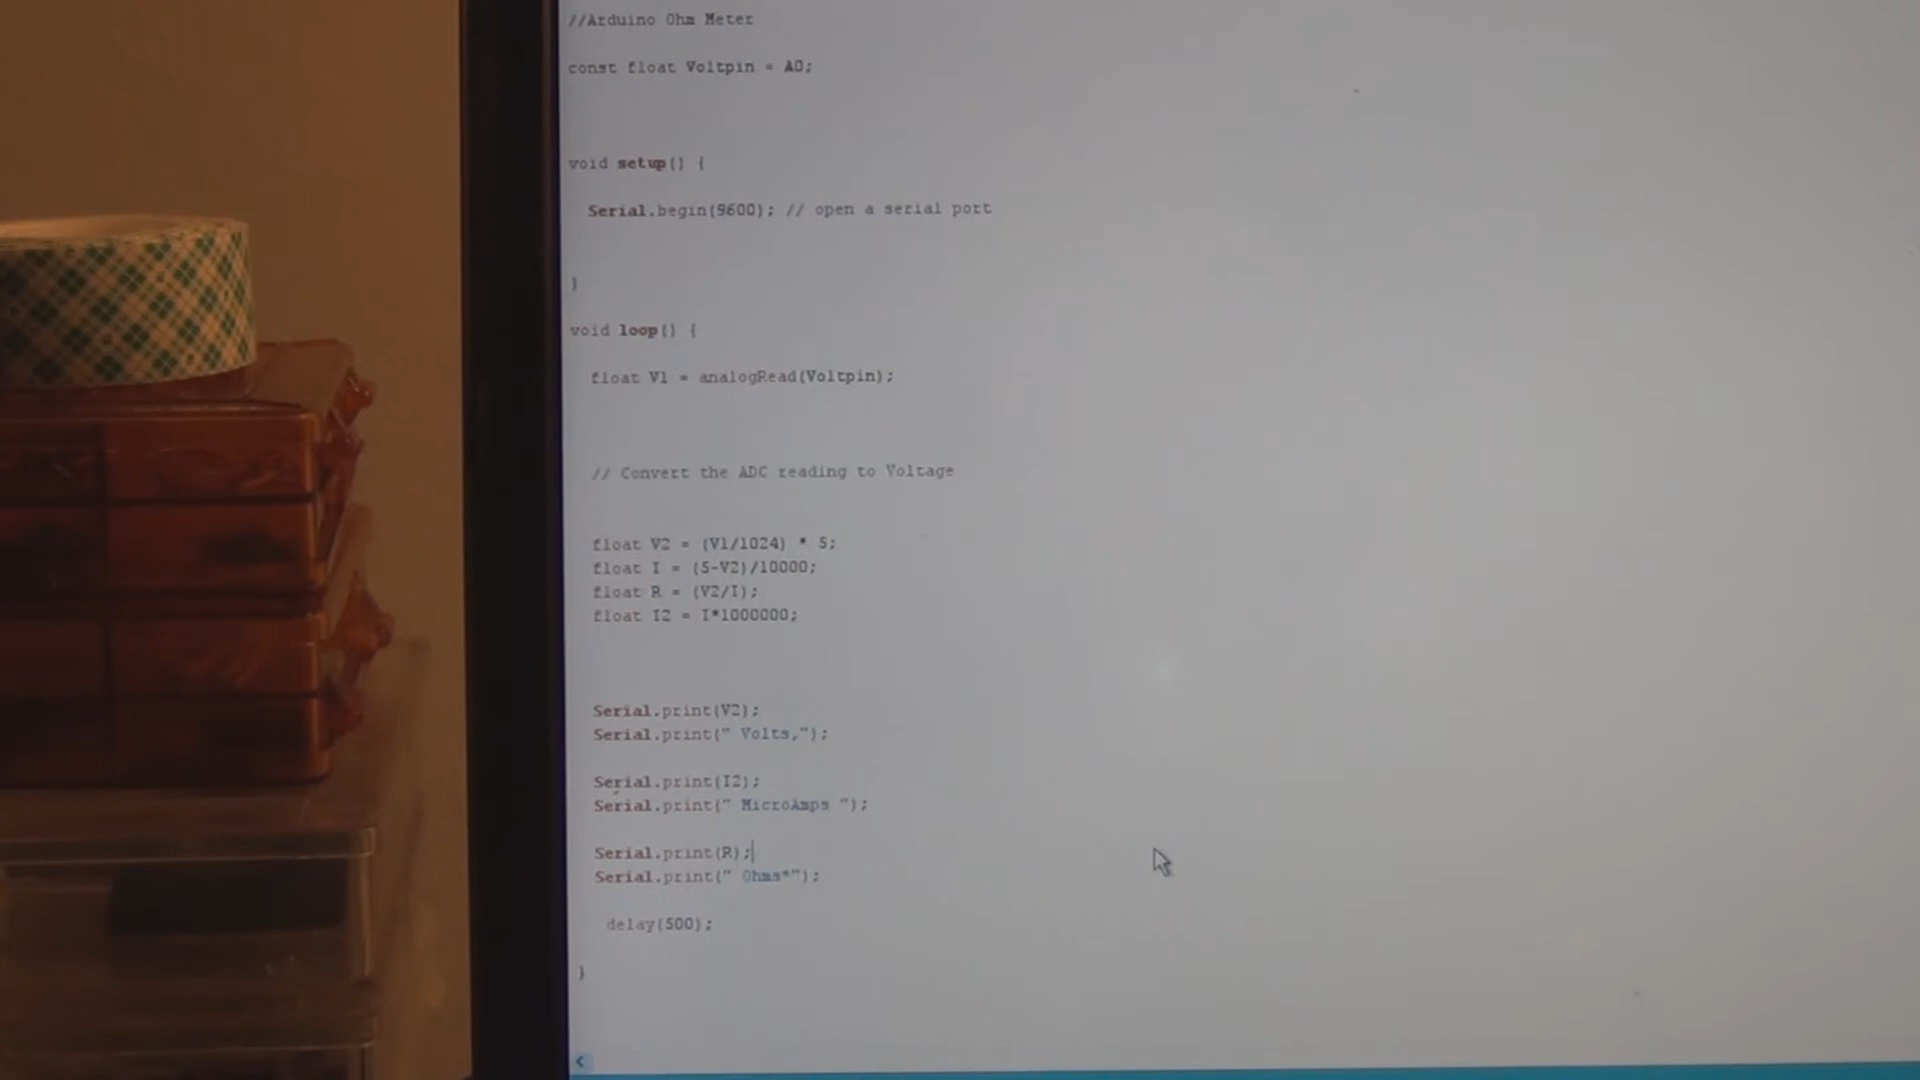 //Arduino Ohm Meter
const float Voltpin = A0;
void setup() {
Serial.begin(9600); // open a serial port
}
void loop() {
float V1 = analogRead(Voltpin);
// Convert the ADC reading to Voltage
float V2 = (V1/1024) * 5;
float I = (5-V2)/10000;
float R = (V2/I);
float I2 = I*1000000;
Serial.print(V2);
Serial.print(" Volts,");
Serial.print(I2);
Serial.print(" MicroAmps ");
Serial.print(R);
Serial.print(" Ohms*");
delay(500);
}